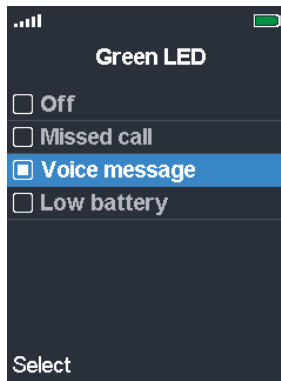 Green LED
Off
Missed call
Voice message
Low battery
Select